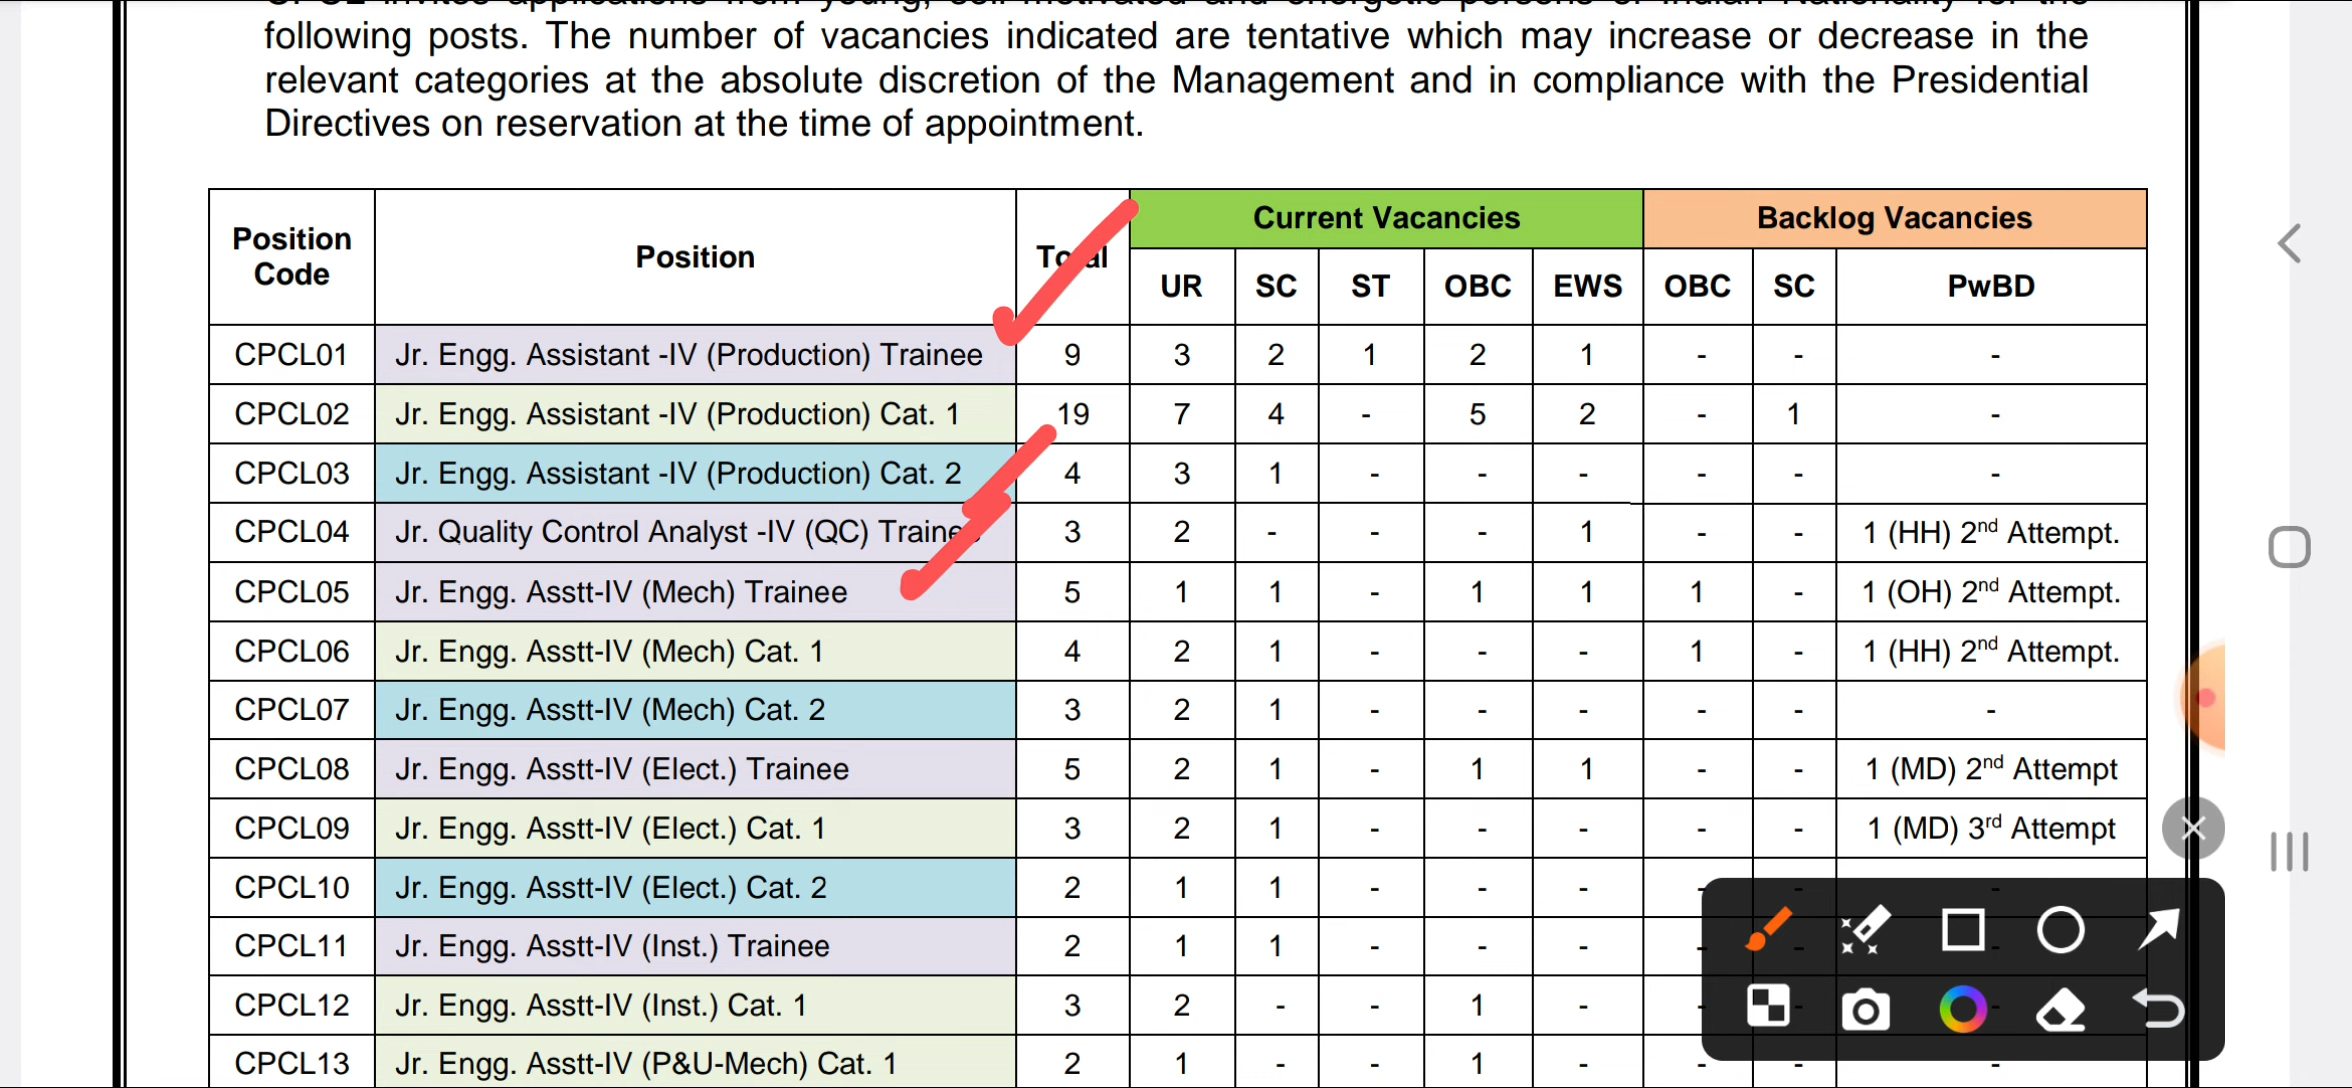 following posts. The number of vacancies indicated are tentative which may increase or decrease in the
relevant categories at the absolute discretion of the Management and in compliance with the Presidential
Directives on reservation at the time of appointment.
Position Code Position Total Current Vacancies Backlog Vacancies
UR SC ST OBC EWS OBC SC PwBD
CPCL01 Jr. Engg. Assistant -IV (Production) Trainee 9 3 2 1 2 1 - - -
CPCL02 Jr. Engg. Assistant -IV (Production) Cat. 1 19 7 4 - 5 2 - 1 -
CPCL03 Jr. Engg. Assistant -IV (Production) Cat. 2 4 3 1 - - - - - -
CPCL04 Jr. Quality Control Analyst -IV (QC) Trainee 3 2 - - - 1 - - 1 (HH) 2nd Attempt.
CPCL05 Jr. Engg. Asstt-IV (Mech) Trainee 5 1 1 - 1 1 1 - 1 (OH) 2nd Attempt.
CPCL06 Jr. Engg. Asstt-IV (Mech) Cat. 1 4 2 1 - - - 1 - 1 (HH) 2nd Attempt.
CPCL07 Jr. Engg. Asstt-IV (Mech) Cat. 2 3 2 1 - - - - - -
CPCL08 Jr. Engg. Asstt-IV (Elect.) Trainee 5 2 1 - 1 1 - - 1 (MD) 2nd Attempt
CPCL09 Jr. Engg. Asstt-IV (Elect.) Cat. 1 3 2 1 - - - - - 1 (MD) 3rd Attempt
CPCL10 Jr. Engg. Asstt-IV (Elect.) Cat. 2 2 1 1 - - - - - -
CPCL11 Jr. Engg. Asstt-IV (Inst.) Trainee 2 1 1 - - - - - -
CPCL12 Jr. Engg. Asstt-IV (Inst.) Cat. 1 3 2 - - 1 - - - -
CPCL13 Jr. Engg. Asstt-IV (P&U-Mech) Cat. 1 2 1 - - 1 - - - -